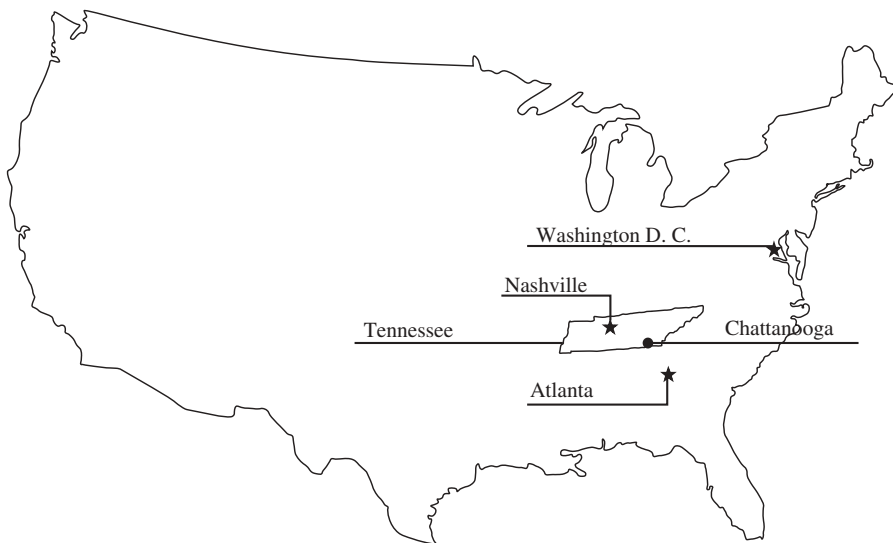 Washington D. C.
Nashville
Tennessee
Chattanooga
Atlanta